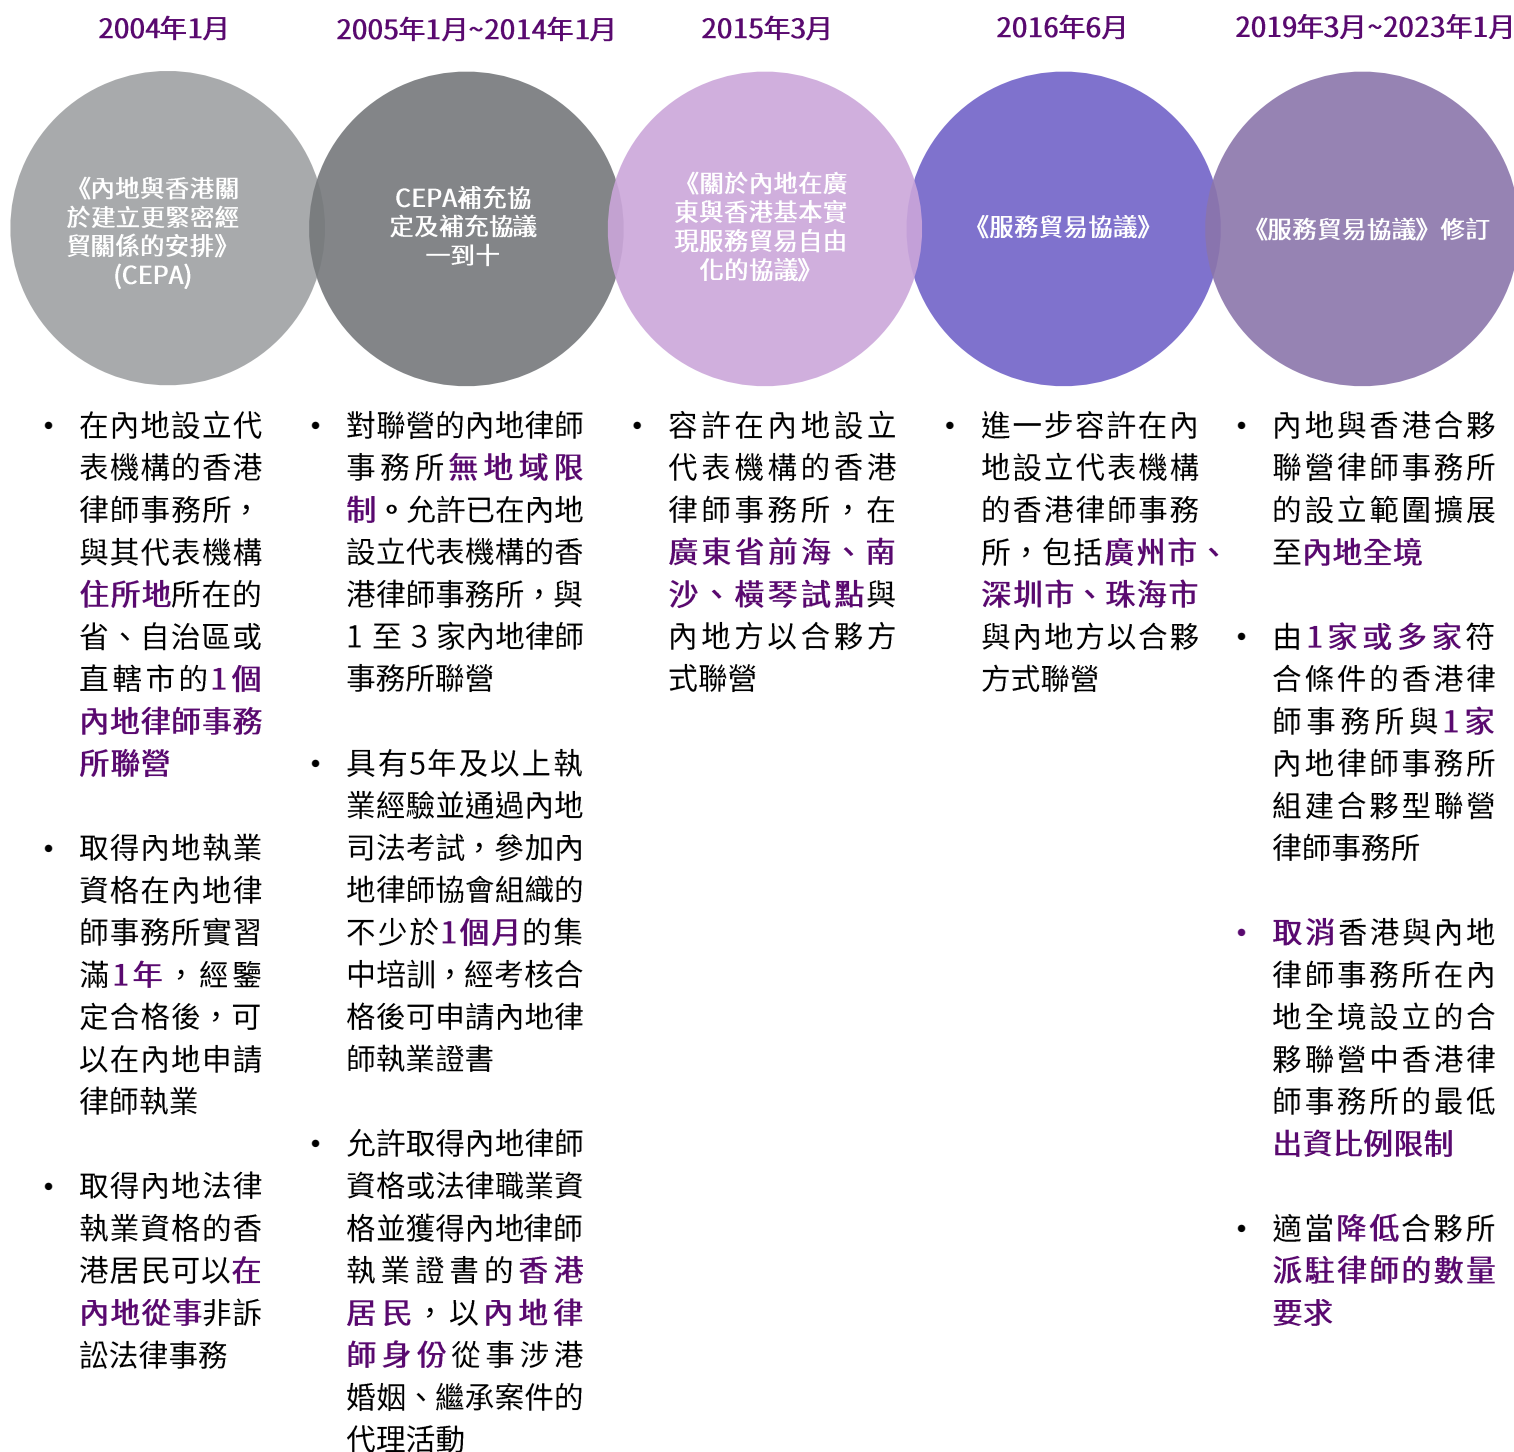 2004年1月
《內地與香港關
於建立更緊密經
貿關係的安排》
(CEPA)
• 在內地設立代
表機構的香港
律師事務所，
與其代表機構
住所地所在的
省、自治區或
直轄市的1個
內地律師事務
所聯營
• 取得內地執業
資格在內地律
師事務所實習
滿1年，經鑒
定合格後，可
以在內地申請
律師執業
• 取得內地法律
執業資格的香
港居民可以在
內地從事非訴
訟法律事務
2005年1月~2014年1月
CEPA補充協
定及補充協議
一到十
• 對聯營的內地律師
事務所無地域限
制。允許已在內地
設立代表機構的香
港律師事務所，與
1 至 3 家內地律師
事務所聯營
• 具有5年及以上執
業經驗並通過內地
司法考試，參加內
地律師協會組織的
不少於1個月的集
中培訓，經考核合
格後可申請內地律
師執業證書
• 允許取得內地律師
資格或法律職業資
格並獲得內地律師
執業證書的香港
居民，以內地律
師身份從事涉港
婚姻、繼承案件的
代理活動
2015年3月
《關於內地在廣
東與香港基本實
現服務貿易自由
化的協議》
• 容許在內地設立
代表機構的香港
律師事務所，在
廣東省前海、南
沙、橫琴試點與
內地方以合夥方
式聯營
2016年6月
《服務貿易協議》
• 進一步容許在內
地設立代表機構
的香港律師事務
所，包括廣州市、
深圳市、珠海市
與內地方以合夥
方式聯營
2019年3月~2023年1月
《服務貿易協議》修訂
• 內地與香港合夥
聯營律師事務所
的設立範圍擴展
至內地全境
• 由1家或多家符
合條件的香港律
師事務所與1家
內地律師事務所
組建合夥型聯營
律師事務所
• 取消香港與內地
律師事務所在內
地全境設立的合
夥聯營中香港律
師事務所的最低
出資比例限制
• 適當降低合夥所
派駐律師的數量
要求